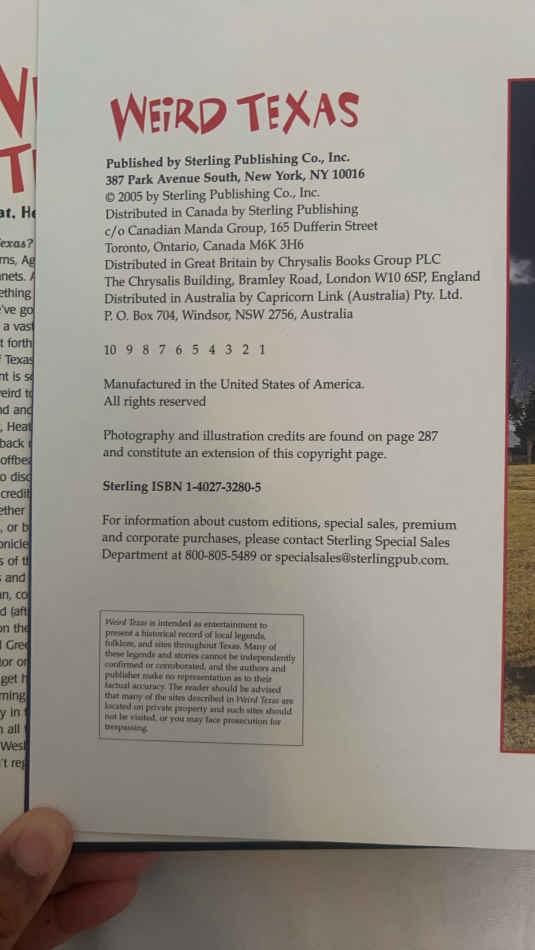 WEIRD TEXAS
Published by Sterling Publishing Co., Inc.
387 Park Avenue South, New York, NY 10016
© 2005 by Sterling Publishing Co., Inc.
Distributed in Canada by Sterling Publishing
c/o Canadian Manda Group, 165 Dufferin Street
Toronto, Ontario, Canada M6K 3H6
Distributed in Great Britain by Chrysalis Books Group PLC
The Chrysalis Building, Bramley Road, London W10 6SP, England
Distributed in Australia by Capricorn Link (Australia) Pty. Ltd.
P. O. Box 704, Windsor, NSW 2756, Australia
10 9 8 7 6 5 4 3 2 1
Manufactured in the United States of America.
All rights reserved
Photography and illustration credits are found on page 287
and constitute an extension of this copyright page.
Sterling ISBN 1-4027-3280-5
For information about custom editions, special sales, premium
and corporate purchases, please contact Sterling Special Sales
Department at 800-805-5489 or specialsales@sterlingpub.com.
Weird Texas is intended as entertainment to
present a historical record of local legends,
folklore, and sites throughout Texas. Many of
these legends and stories cannot be independently
confirmed or corroborated, and the authors and
publisher make no representation as to their
factual accuracy. The reader should be advised
that many of the sites described in Weird Texas are
located on private property and such sites should
not be visited, or you may face prosecution for
trespassing.